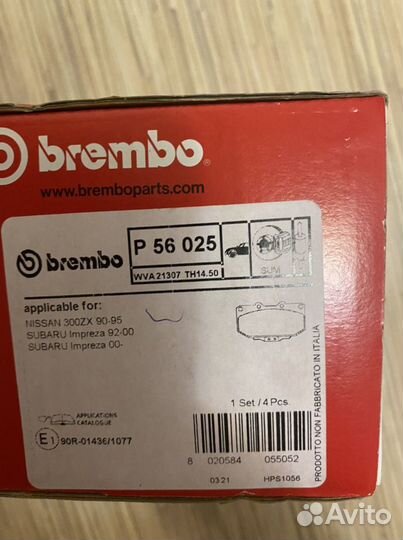 brembo®
www.bremboparts.com
brembo
P 56 025
WVA 21307 TH14.50
SUMI
applicable for:
NISSAN 300ZX 90-95
SUBARU Impreza 92-00
SUBARU Impreza 00-
1 Set / 4 Pcs.
APPLICATIONS
CATALOGUE
E1 90R-01436/1077
8 020584 055052
03 21 HPS1056
PRODOTTO NON FABBRICATO IN ITALIA
Avito